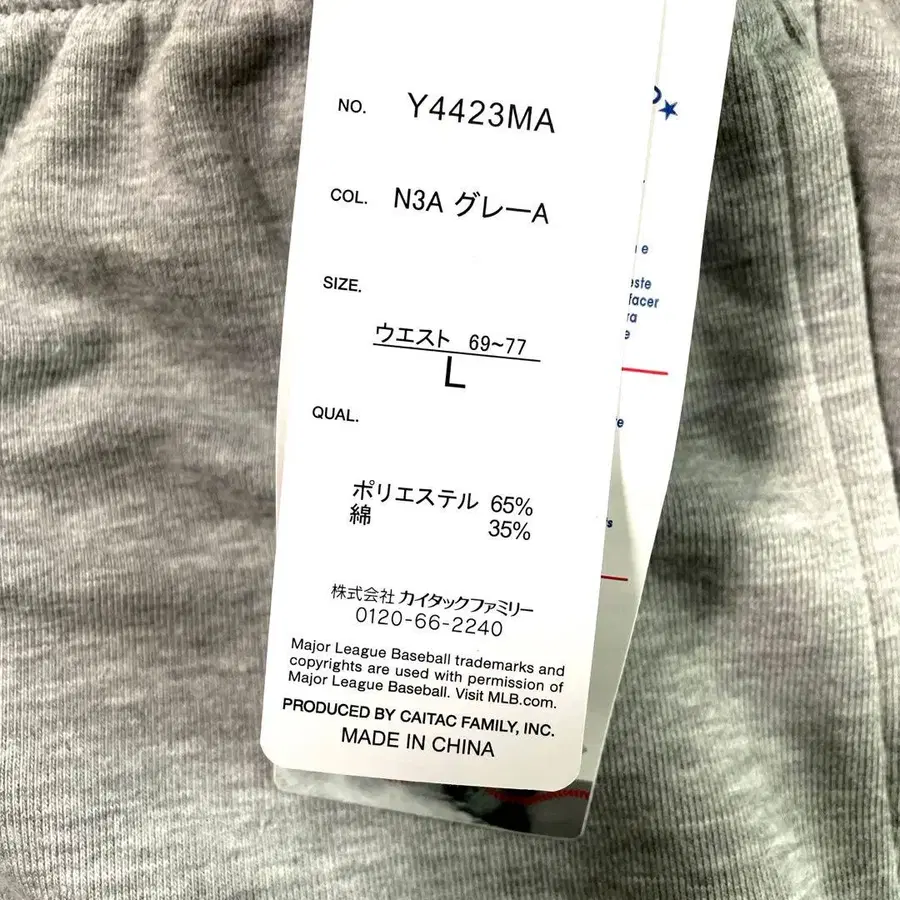 NO. Y4423MA
COL. N3A グレーA
SIZE.
ウエスト 69~77
L
QUAL.
ポリエステル 65%
綿 35%
株式会社 カイタックファミリー
0120-66-2240
Major League Baseball trademarks and
copyrights are used with permission of
Major League Baseball. Visit MLB.com.
PRODUCED BY CAITAC FAMILY, INC.
MADE IN CHINA